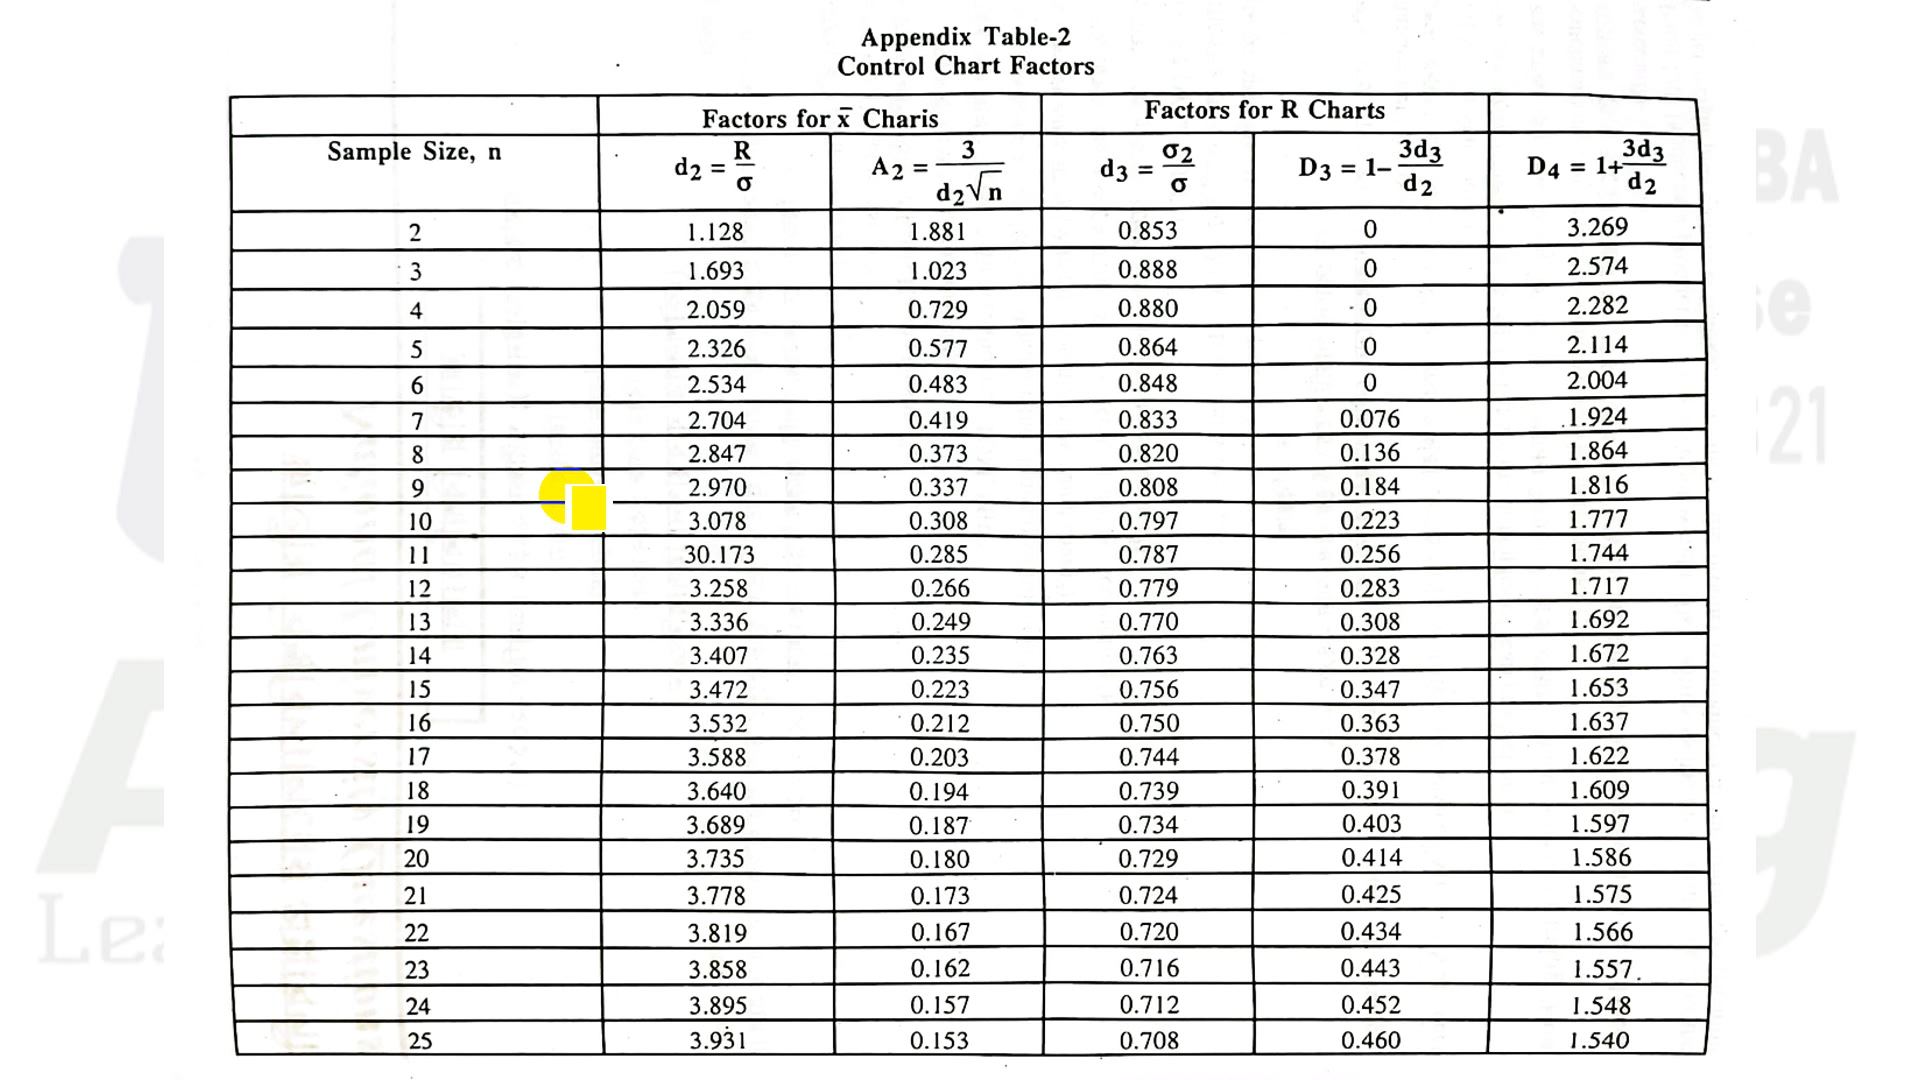 Appendix Table-2
Control Chart Factors
Factors for x̄ Charis Factors for R Charts
Sample Size, n d2 = R/σ A2 = 3/d2√n d3 = σ2/σ D3 = 1- 3d3/d2 D4 = 1+ 3d3/d2
2 1.128 1.881 0.853 0 3.269
3 1.693 1.023 0.888 0 2.574
4 2.059 0.729 0.880 0 2.282
5 2.326 0.577 0.864 0 2.114
6 2.534 0.483 0.848 0 2.004
7 2.704 0.419 0.833 0.076 1.924
8 2.847 0.373 0.820 0.136 1.864
9 2.970 0.337 0.808 0.184 1.816
10 3.078 0.308 0.797 0.223 1.777
11 30.173 0.285 0.787 0.256 1.744
12 3.258 0.266 0.779 0.283 1.717
13 3.336 0.249 0.770 0.308 1.692
14 3.407 0.235 0.763 0.328 1.672
15 3.472 0.223 0.756 0.347 1.653
16 3.532 0.212 0.750 0.363 1.637
17 3.588 0.203 0.744 0.378 1.622
18 3.640 0.194 0.739 0.391 1.609
19 3.689 0.187 0.734 0.403 1.597
20 3.735 0.180 0.729 0.414 1.586
21 3.778 0.173 0.724 0.425 1.575
22 3.819 0.167 0.720 0.434 1.566
23 3.858 0.162 0.716 0.443 1.557
24 3.895 0.157 0.712 0.452 1.548
25 3.931 0.153 0.708 0.460 1.540
BA
se
21